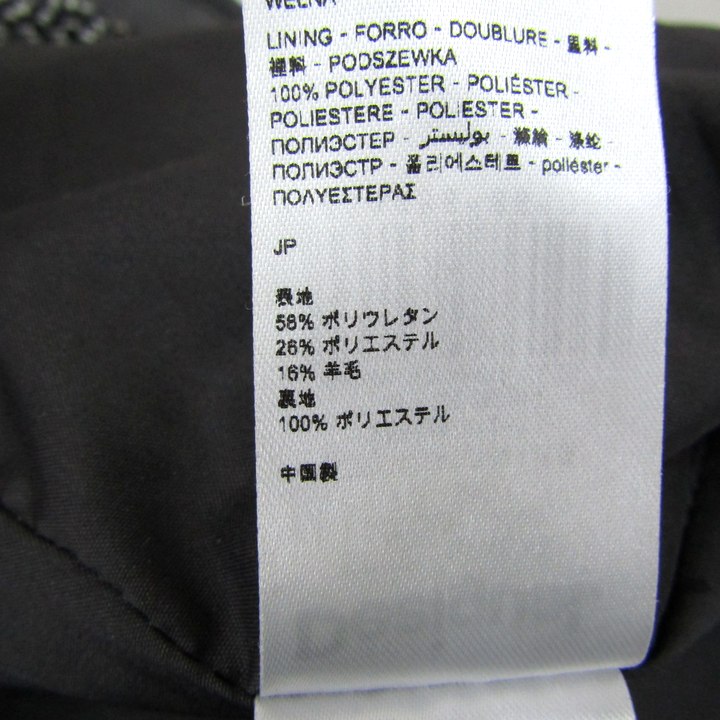 WEŁNA
LINING - FORRO - DOUBLURE - 里料 -
裡料 - PODSZEWKA
100% POLYESTER - POLIÉSTER -
POLIESTERE - POLIESTER -
ПОЛИЭСТЕР - بوليستر - 滌綸 - 涤纶 -
ПОЛИЭСТР - 폴리에스테르 - poliéster -
ΠΟΛΥΕΣΤΕΡΑΣ
JP
表地
58% ポリウレタン
26% ポリエステル
16% 羊毛
裏地
100% ポリエステル
中国製